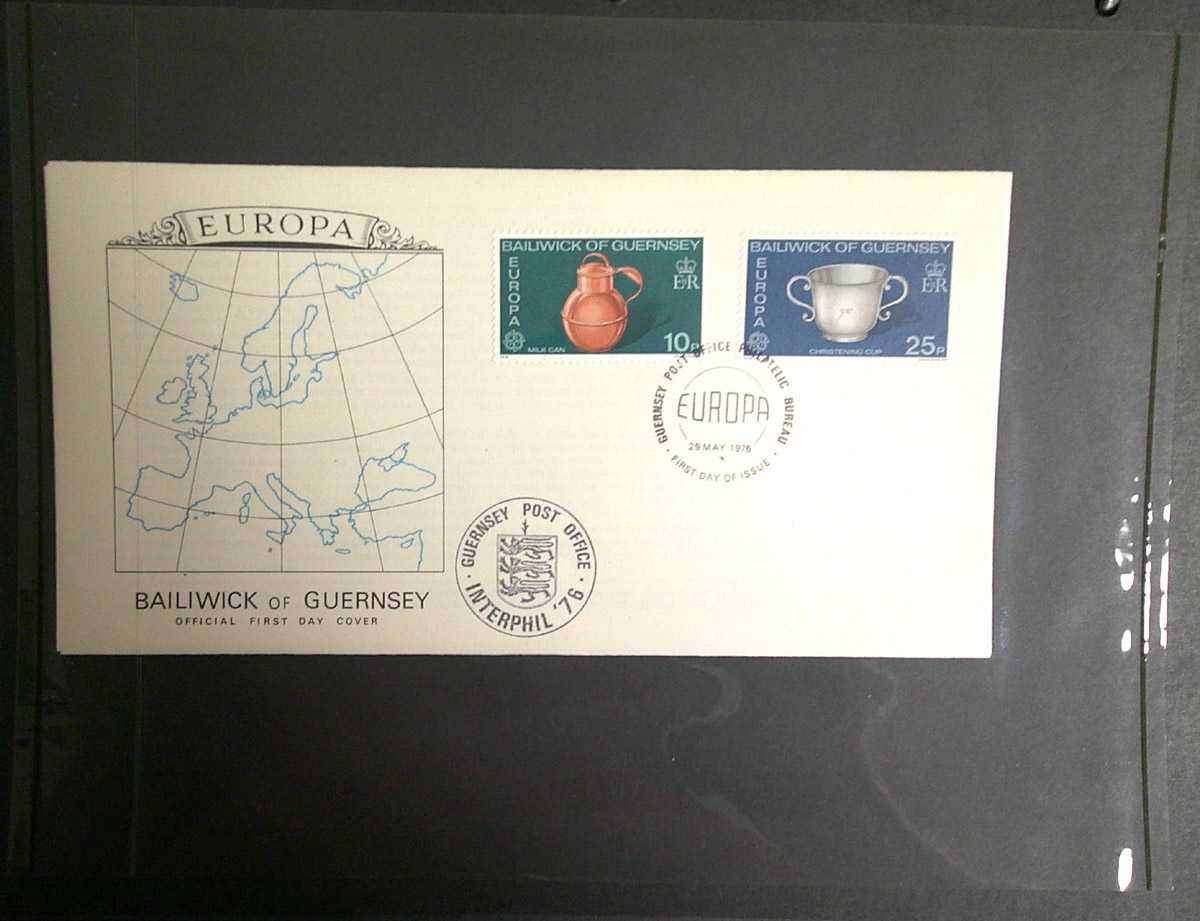 EUROPA
BAILIWICK OF GUERNSEY
OFFICIAL FIRST DAY COVER
BAILIWICK OF GUERNSEY
EUROPA
ER
MILK CAN
10P
BAILIWICK OF GUERNSEY
EUROPA
ER
CHRISTENING CUP
25P
GUERNSEY POST OFFICE PHILATELIC BUREAU
EUROPA
29 MAY 1976
· FIRST DAY OF ISSUE ·
· GUERNSEY POST OFFICE ·
INTERPHIL '76